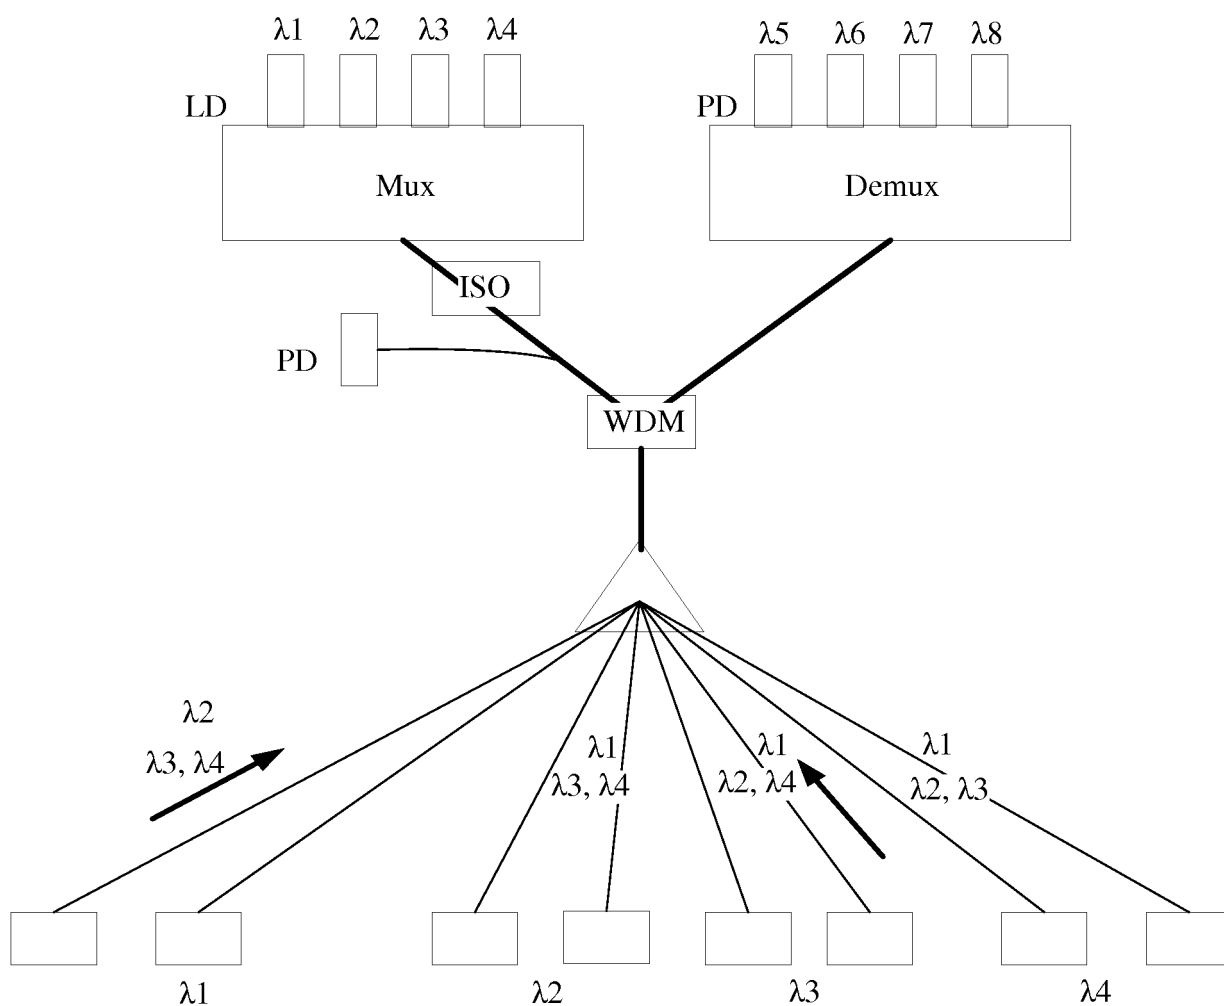 λ1 λ2 λ3 λ4
λ5 λ6 λ7 λ8
LD
PD
Mux
Demux
ISO
PD
WDM
λ2
λ3, λ4
λ1
λ3, λ4
λ1
λ2, λ4
λ1
λ2, λ3
λ1
λ2
λ3
λ4